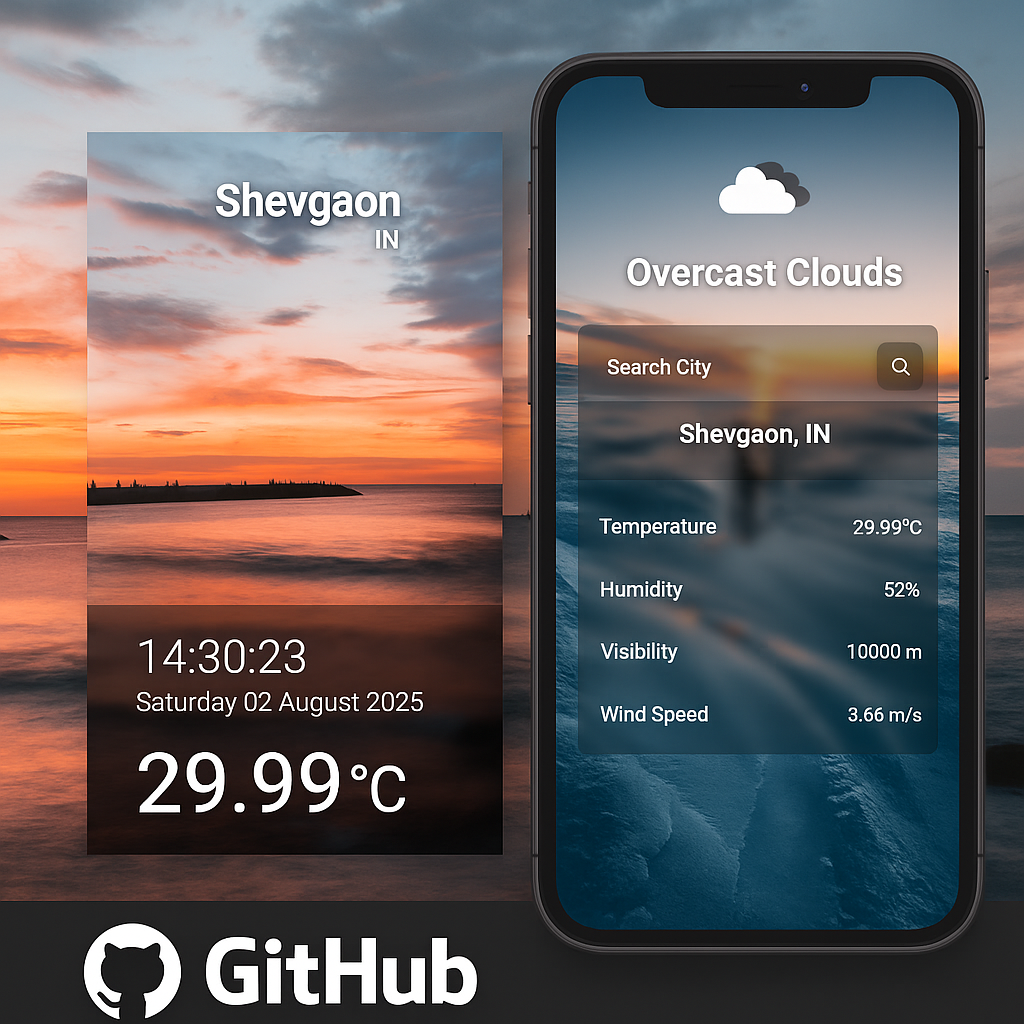 Shevgaon
IN
14:30:23
Saturday 02 August 2025
29.99°C
Overcast Clouds
Search City
Shevgaon, IN
Temperature 29.99ºC
Humidity 52%
Visibility 10000 m
Wind Speed 3.66 m/s
GitHub